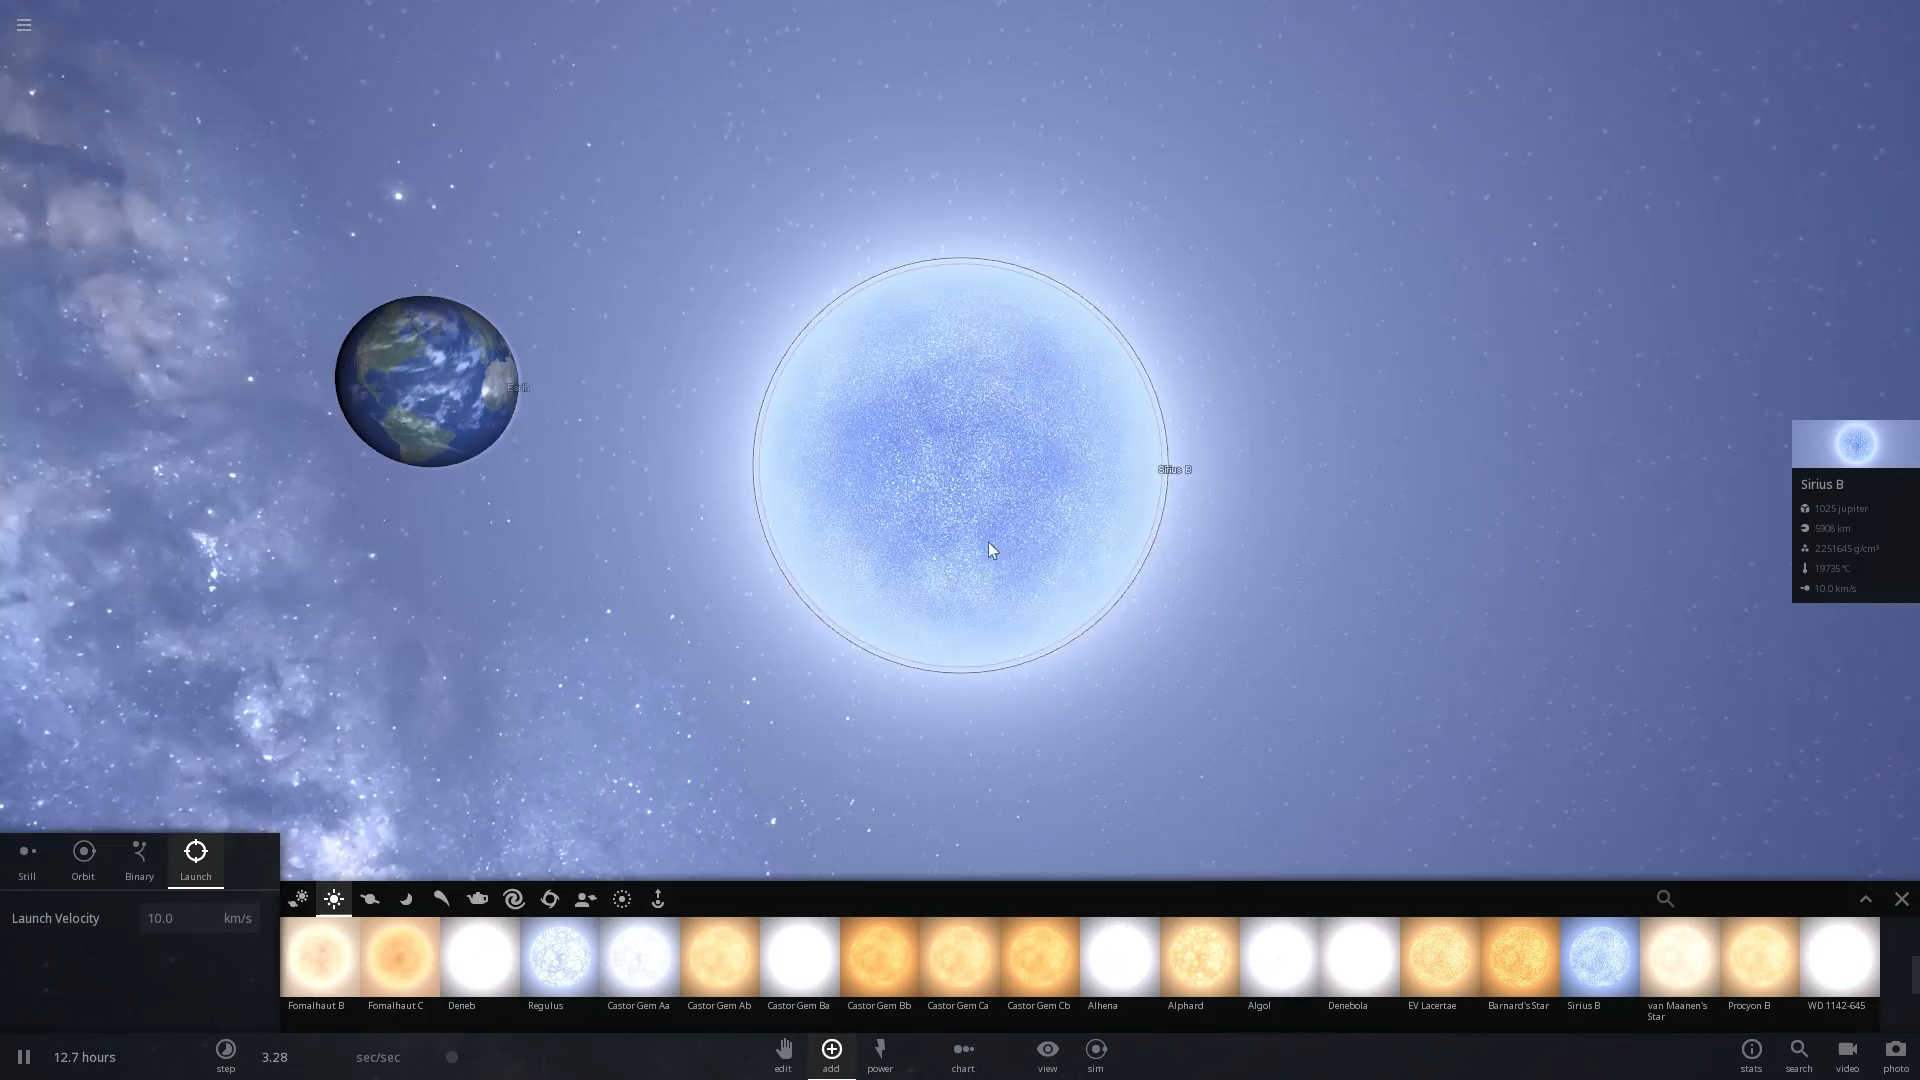 Earth
Sirius B
Sirius B
1025 jupiter
5908 km
2251645 g/cm³
19735 °C
10.0 km/s
Still
Orbit
Binary
Launch
Launch Velocity
10.0
km/s
Fomalhaut B
Fomalhaut C
Deneb
Regulus
Castor Gem Aa
Castor Gem Ab
Castor Gem Ba
Castor Gem Bb
Castor Gem Ca
Castor Gem Cb
Alhena
Alphard
Algol
Denebola
EV Lacertae
Barnard's Star
Sirius B
van Maanen's
Star
Procyon B
WD 1142-645
12.7 hours
step
3.28
sec/sec
edit
add
power
chart
view
sim
stats
search
video
photo